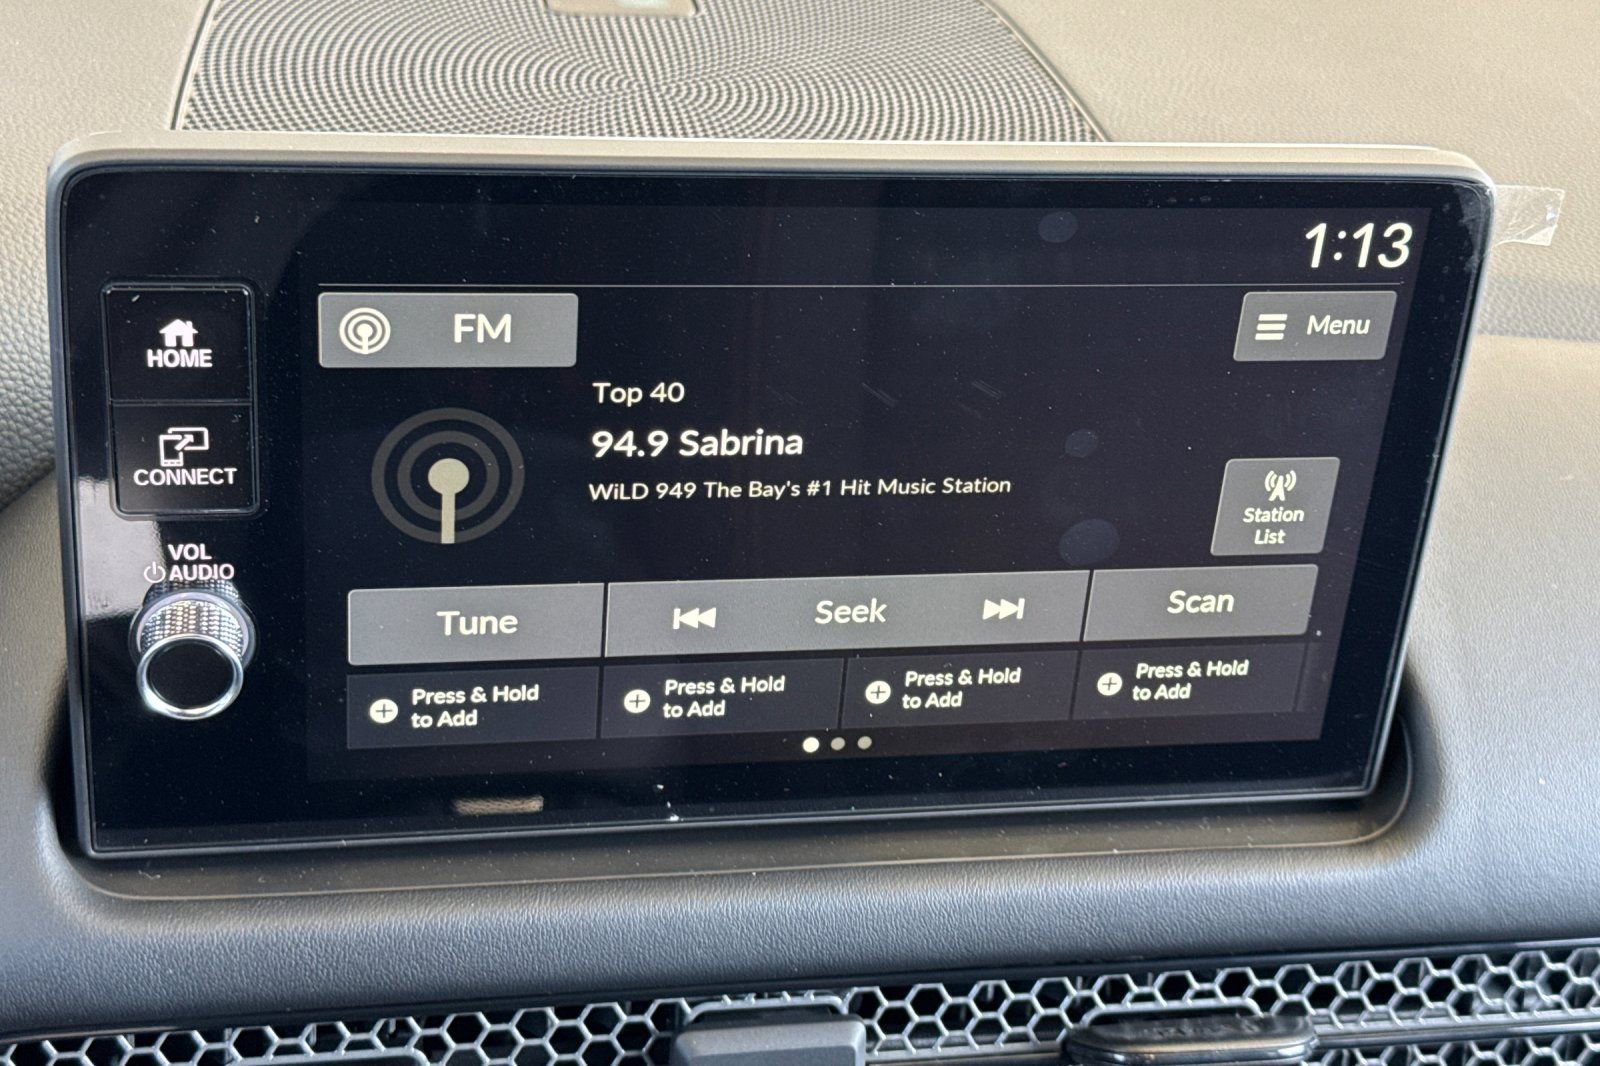 1:13
HOME
CONNECT
VOL
AUDIO
FM
Menu
Top 40
94.9 Sabrina
WiLD 949 The Bay's #1 Hit Music Station
Station
List
Tune
Seek
Scan
Press & Hold
to Add
Press & Hold
to Add
Press & Hold
to Add
Press & Hold
to Add